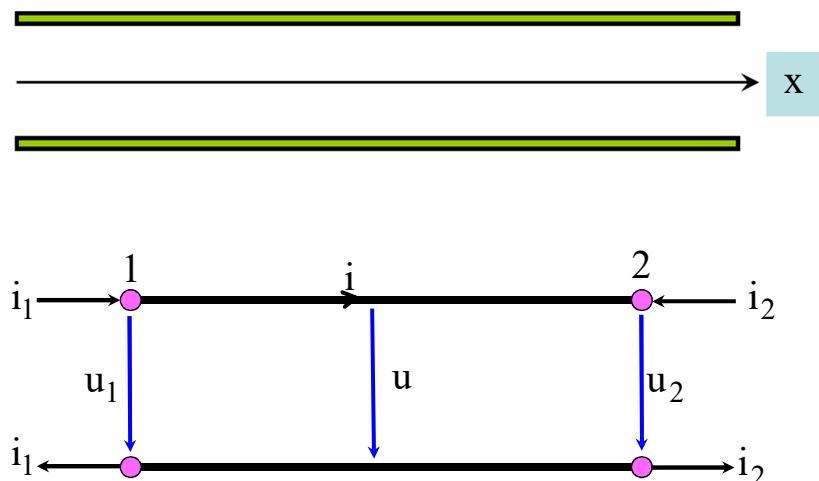 x
1 i 2
i₁ i₂
u₁ u u₂
i₁ i₂